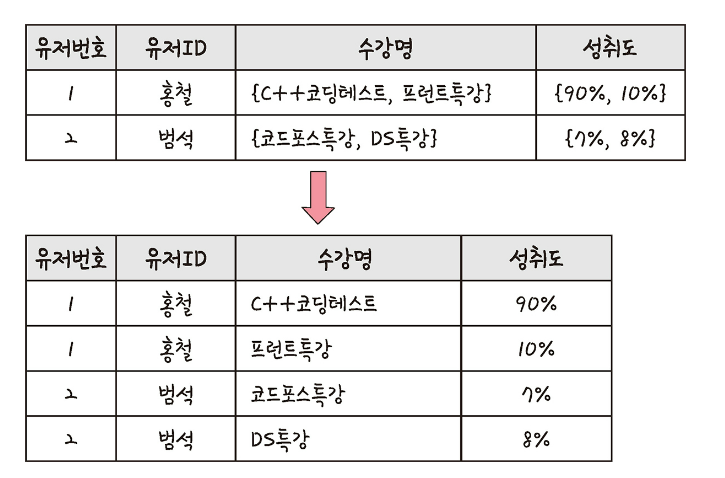 유저번호 유저ID 수강명 성취도
1 홍철 {C++코딩테스트, 프런트특강} {90%, 10%}
2 범석 {코드포스특강, DS특강} {7%, 8%}
유저번호 유저ID 수강명 성취도
1 홍철 C++코딩테스트 90%
1 홍철 프런트특강 10%
2 범석 코드포스특강 7%
2 범석 DS특강 8%